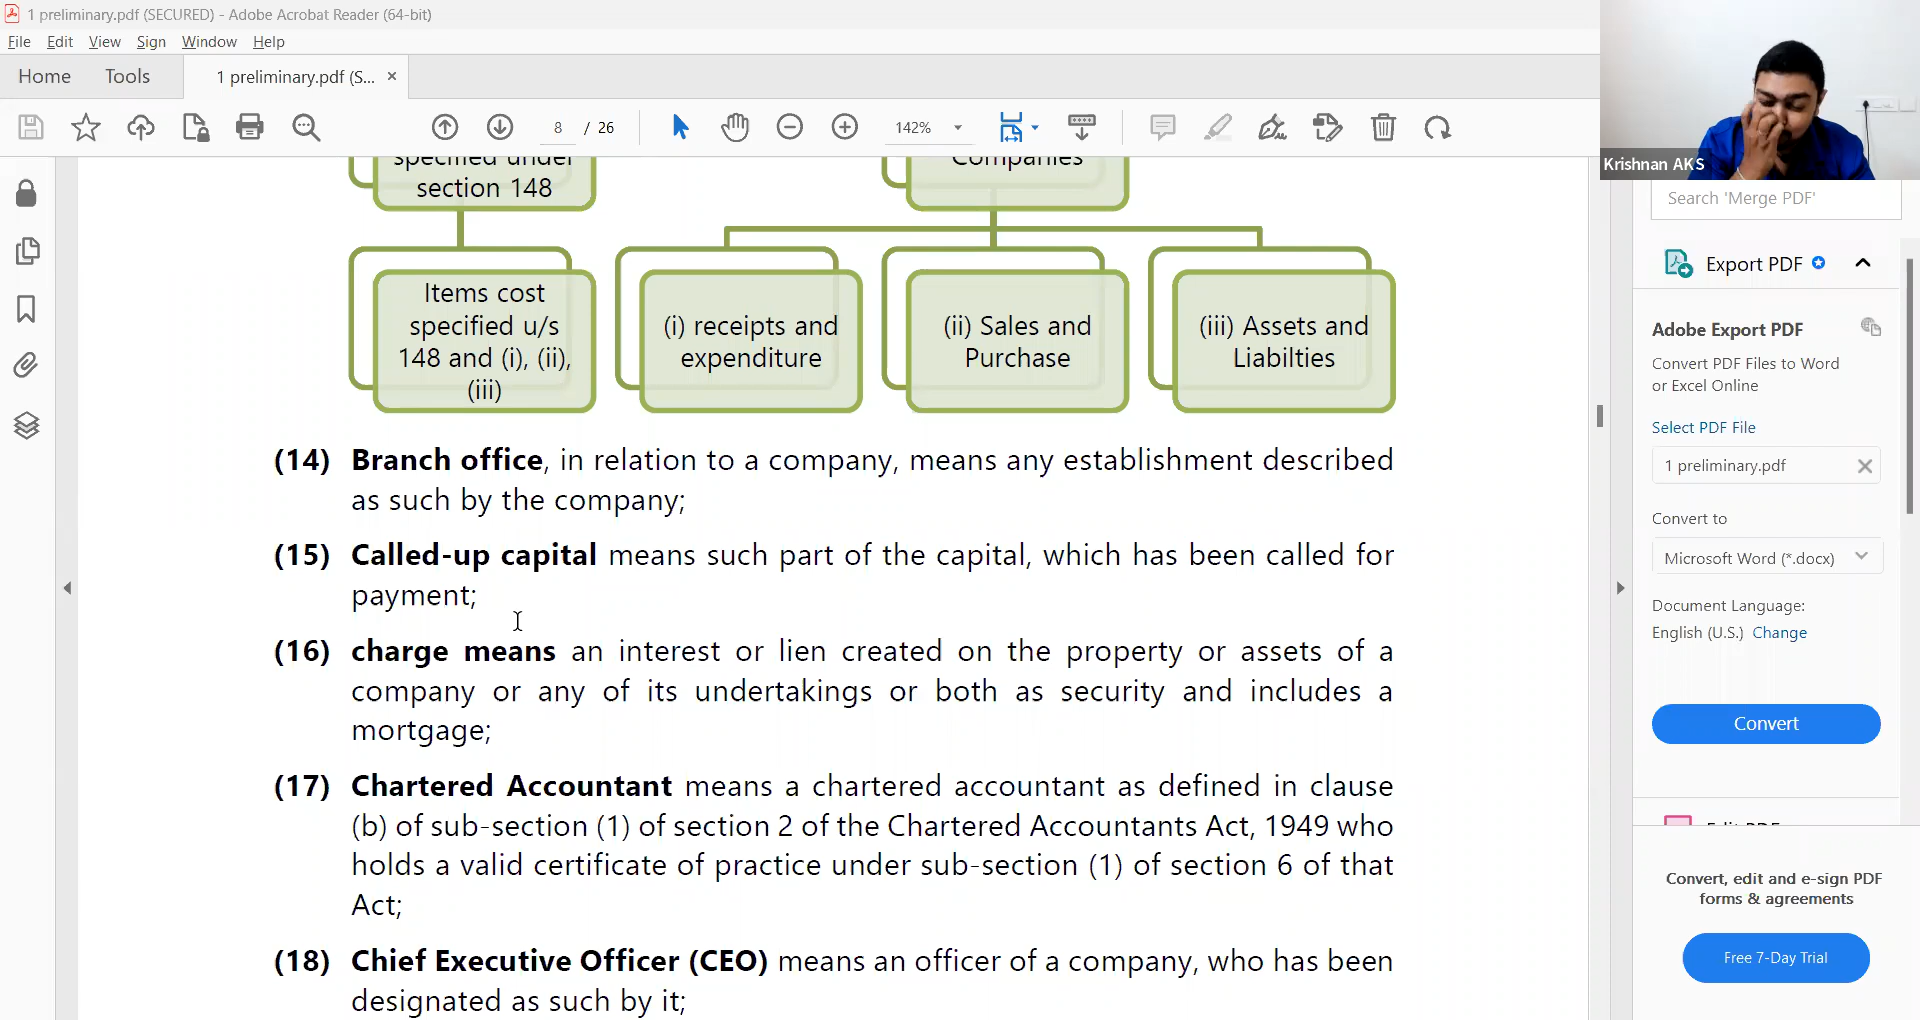 1 preliminary.pdf (SECURED) - Adobe Acrobat Reader (64-bit)
File Edit View Sign Window Help
Home Tools 1 preliminary.pdf (S... ×
8 / 26 142%
Krishnan AKS
specified under
section 148
Companies
Items cost
specified u/s
148 and (i), (ii),
(iii)
(i) receipts and
expenditure
(ii) Sales and
Purchase
(iii) Assets and
Liabilties
(14) Branch office, in relation to a company, means any establishment described
as such by the company;
(15) Called-up capital means such part of the capital, which has been called for
payment;
(16) charge means an interest or lien created on the property or assets of a
company or any of its undertakings or both as security and includes a
mortgage;
(17) Chartered Accountant means a chartered accountant as defined in clause
(b) of sub-section (1) of section 2 of the Chartered Accountants Act, 1949 who
holds a valid certificate of practice under sub-section (1) of section 6 of that
Act;
(18) Chief Executive Officer (CEO) means an officer of a company, who has been
designated as such by it;
Search 'Merge PDF'
Export PDF
Adobe Export PDF
Convert PDF Files to Word
or Excel Online
Select PDF File
1 preliminary.pdf
Convert to
Microsoft Word (*.docx)
Document Language:
English (U.S.) Change
Convert
Edit PDF
Convert, edit and e-sign PDF
forms & agreements
Free 7-Day Trial